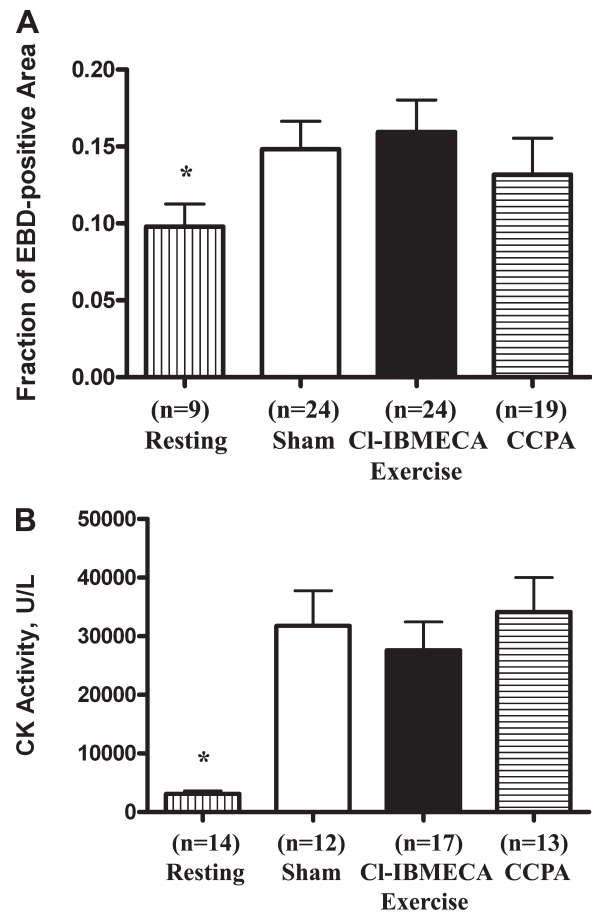 A
Fraction of EBD-positive Area
0.20
0.15
0.10
0.05
0.00
*
(n=9) (n=24) (n=24) (n=19)
Resting Sham Cl-IBMECA CCPA
Exercise
B
CK Activity, U/L
50000
40000
30000
20000
10000
0
*
(n=14) (n=12) (n=17) (n=13)
Resting Sham Cl-IBMECA CCPA
Exercise